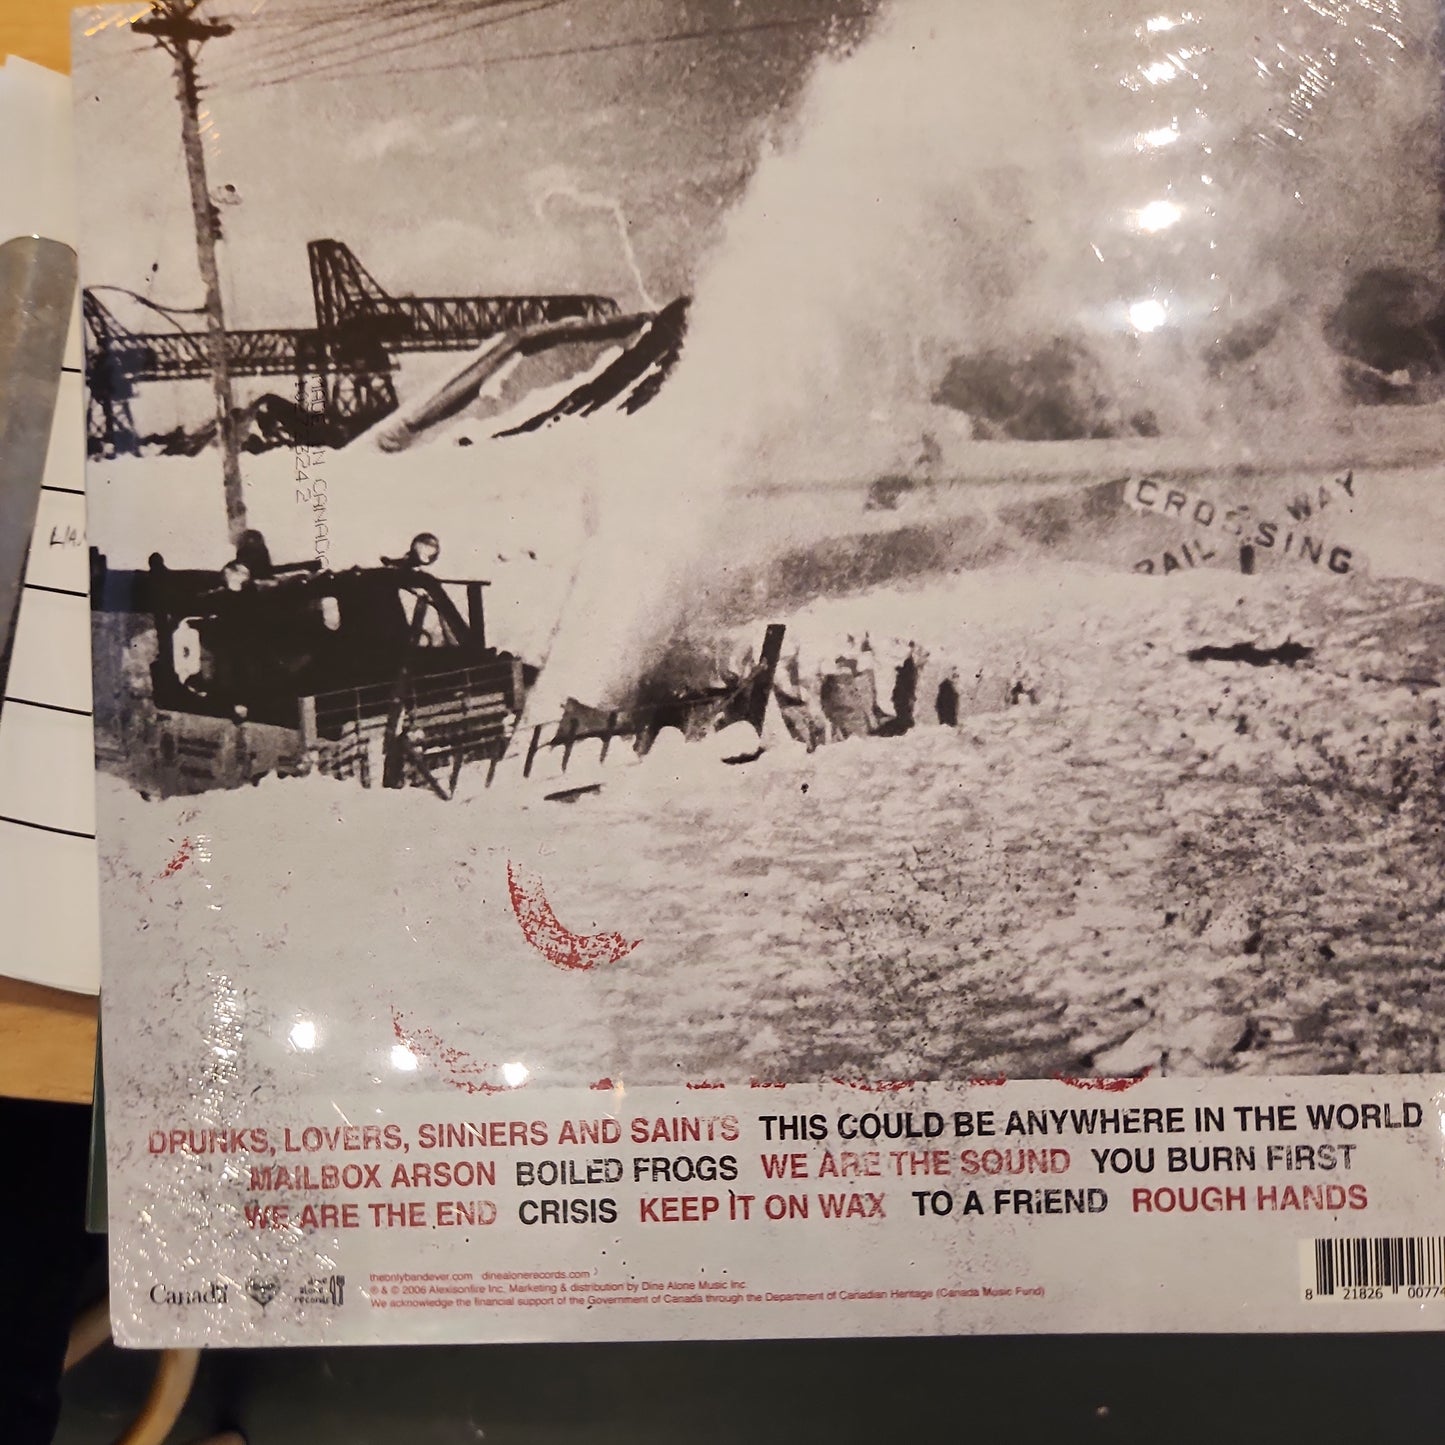 MADE IN CANADA
CROSSING
WAY
RAIL
DRUNKS, LOVERS, SINNERS AND SAINTS THIS COULD BE ANYWHERE IN THE WORLD
MAILBOX ARSON BOILED FROGS WE ARE THE SOUND YOU BURN FIRST
WE ARE THE END CRISIS KEEP IT ON WAX TO A FRIEND ROUGH HANDS
Canada
alone
records
theonlybandever.com dinealonerecords.com
℗ & © 2006 Alexisonfire Inc. Marketing & distribution by Dine Alone Music Inc.
We acknowledge the financial support of the Government of Canada through the Department of Canadian Heritage (Canada Music Fund)
8 21826 00774